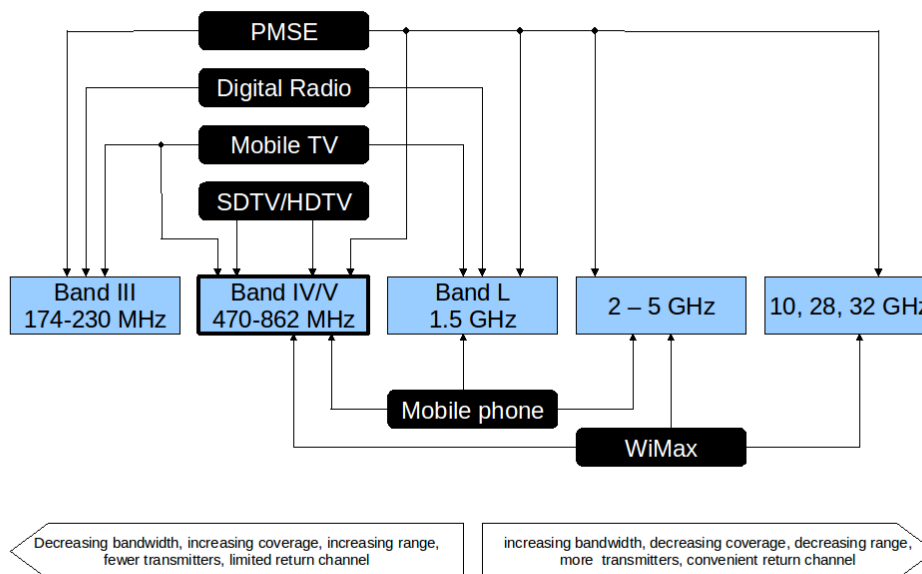 PMSE
Digital Radio
Mobile TV
SDTV/HDTV
Band III
174-230 MHz
Band IV/V
470-862 MHz
Band L
1.5 GHz
2 – 5 GHz
10, 28, 32 GHz
Mobile phone
WiMax
Decreasing bandwidth, increasing coverage, increasing range,
fewer transmitters, limited return channel
increasing bandwidth, decreasing coverage, decreasing range,
more transmitters, convenient return channel